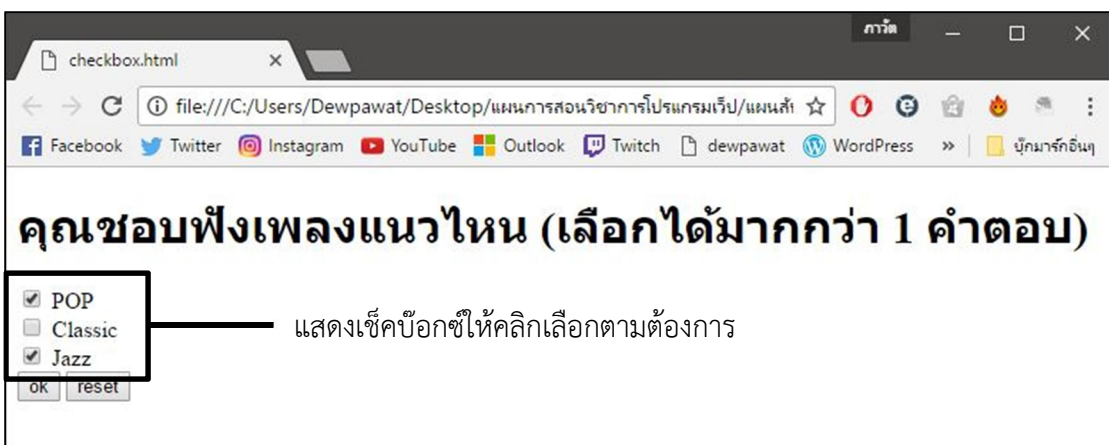 ภาวัต
checkbox.html
file:///C:/Users/Dewpawat/Desktop/แผนการสอนวิชาการโปรแกรมเว็ป/แผนสั
Facebook Twitter Instagram YouTube Outlook Twitch dewpawat WordPress » บุ๊กมาร์กอื่นๆ
คุณชอบฟังเพลงแนวไหน (เลือกได้มากกว่า 1 คำตอบ)
POP
Classic
Jazz
แสดงเช็คบ๊อกซ์ให้คลิกเลือกตามต้องการ
ok reset